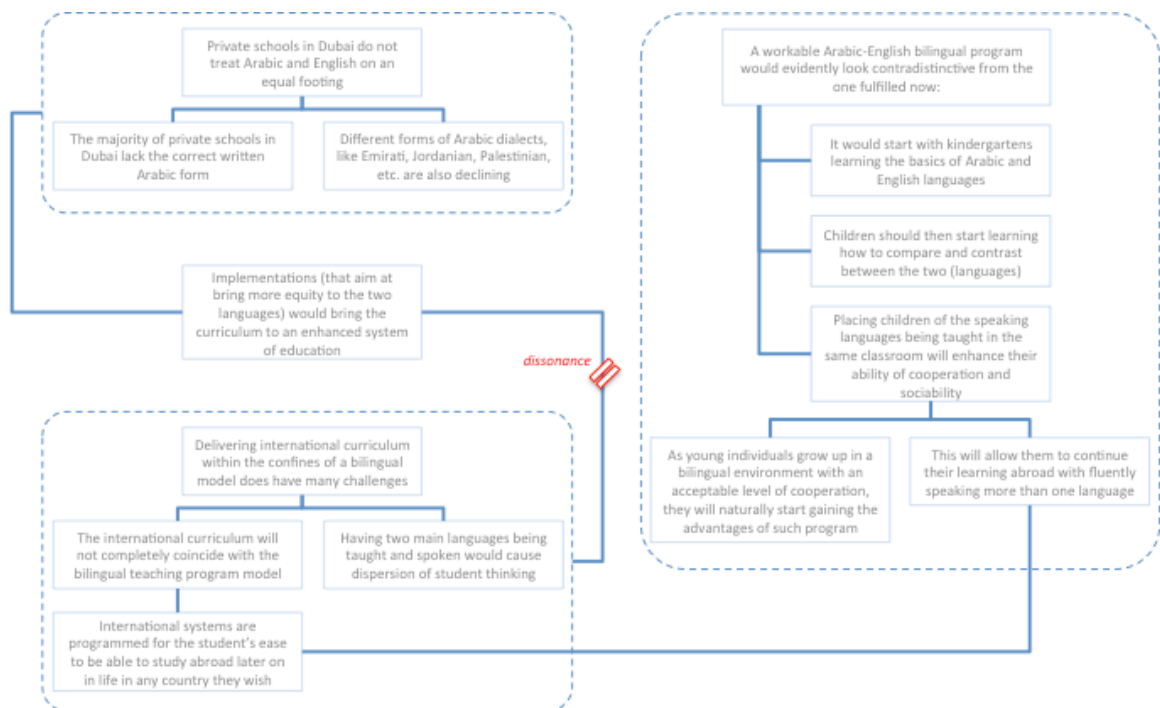 Private schools in Dubai do not
treat Arabic and English on an
equal footing
The majority of private schools in
Dubai lack the correct written
Arabic form
Different forms of Arabic dialects,
like Emirati, Jordanian, Palestinian,
etc. are also declining
Implementations (that aim at
bring more equity to the two
languages) would bring the
curriculum to an enhanced system
of education
dissonance
Delivering international curriculum
within the confines of a bilingual
model does have many challenges
The international curriculum will
not completely coincide with the
bilingual teaching program model
Having two main languages being
taught and spoken would cause
dispersion of student thinking
International systems are
programmed for the student's ease
to be able to study abroad later on
in life in any country they wish
A workable Arabic-English bilingual program
would evidently look contradistinctive from the
one fulfilled now:
It would start with kindergartens
learning the basics of Arabic and
English languages
Children should then start learning
how to compare and contrast
between the two (languages)
Placing children of the speaking
languages being taught in the
same classroom will enhance their
ability of cooperation and
sociability
As young individuals grow up in a
bilingual environment with an
acceptable level of cooperation,
they will naturally start gaining the
advantages of such program
This will allow them to continue
their learning abroad with fluently
speaking more than one language